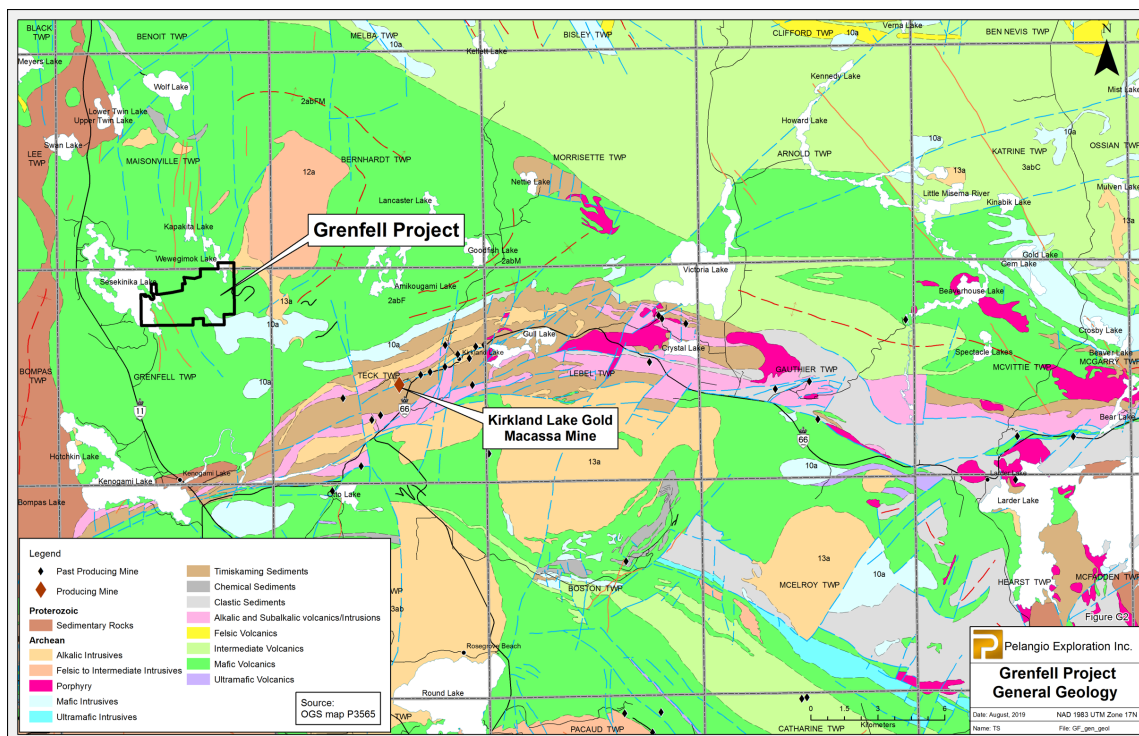 BLACK
TWP
BENOIT TWP
MELBA TWP
10a
BISLEY TWP
CLIFFORD TWP
10a
Verna Lake
BEN NEVIS TWP
N
Meyers Lake
Wolf Lake
Kelfett Lake
Kennedy Lake
Mist Lake
Lower Twin Lake
Upper Twin Lake
2abFM
Howard Lake
Swan Lake
LEE
TWP
MAISONVILLE TWP
BERNHARDT TWP
MORRISETTE TWP
ARNOLD TWP
10a
KATRINE TWP
3abC
10a
OSSIAN TWP
12a
Nettie Lake
13a
Little Misema River
Mulven Lake
13a
Lancaster Lake
Kinabik Lake
Kapakita Lake
Grenfell Project
Wewegimok Lake
Goodfish Lake
2abM
Gold Lake
Gem Lake
Sesekinika Lake
Amikougami Lake
2abF
Victoria Lake
Beaverhouse Lake
13a
10a
10a
Gull Lake
Crystal Lake
Crosby Lake
Kirkland Lake
Spectacle Lakes
Beaver Lake
MCGARRY TWP
BOMPAS
TWP
GRENFELL TWP
TECK TWP
LEBEL TWP
GAUTHIER TWP
MCVITTIE TWP
10a
11
66
Kirkland Lake Gold
Macassa Mine
66
Bear Lake
Hotchkin Lake
Kenogami Lake
Kenogami Lake
13a
10a
Larder Lake
Bompas Lake
Otto Lake
Larder Lake
Legend
Past Producing Mine
Producing Mine
Proterozoic
Sedimentary Rocks
Archean
Alkalic Intrusives
Felsic to Intermediate Intrusives
Porphyry
Mafic Intrusives
Ultramafic Intrusives
Timiskaming Sediments
Chemical Sediments
Clastic Sediments
Alkalic and Subalkalic volcanics/Intrusions
Felsic Volcanics
Intermediate Volcanics
Mafic Volcanics
Ultramafic Volcanics
Source:
OGS map P3565
TWP
3ab
BOSTON TWP
13a
MCELROY TWP
10a
HEARST TWP
MCFADDEN TWP
Rosegrove Beach
Round Lake
TWP
PACAUD TWP
CATHARINE TWP
0 1.5 3 6
Kilometers
Figure G2
Pelangio Exploration Inc.
Grenfell Project
General Geology
Date: August, 2019
NAD 1983 UTM Zone 17N
Name: TS
File: GF_gen_geol